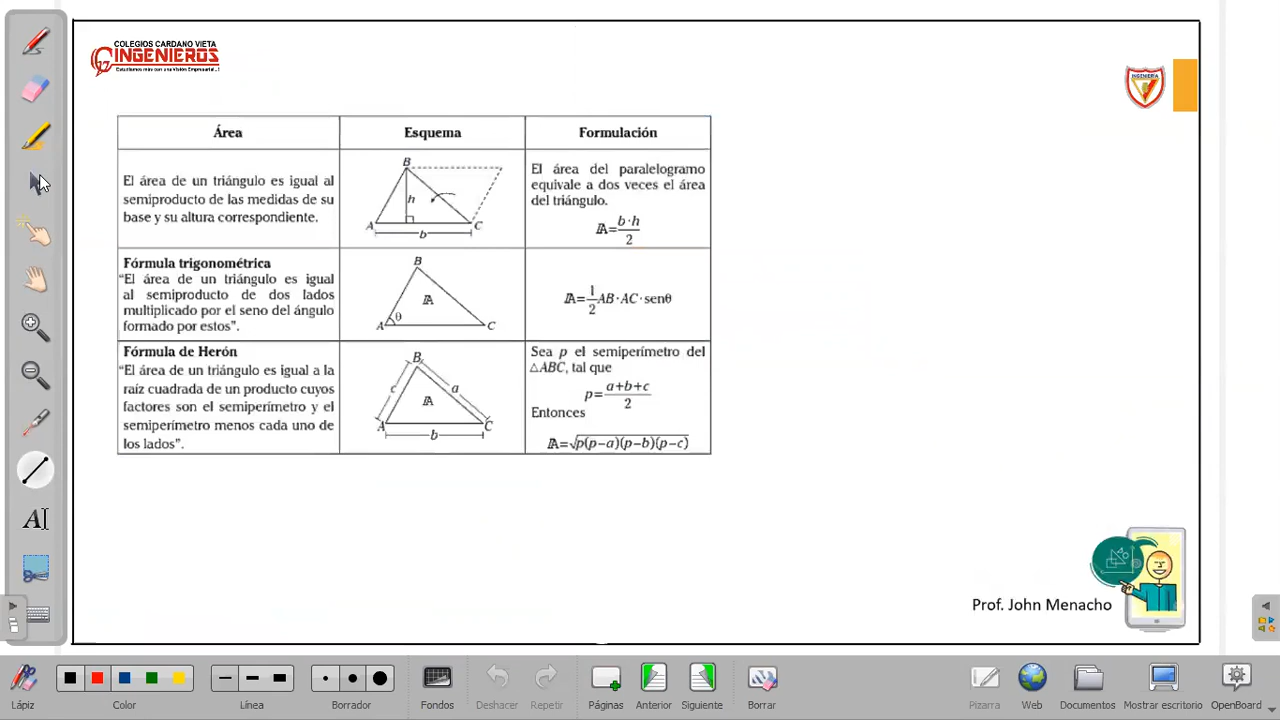 COLEGIOS CARDANO VIETA
INGENIEROS
INGENIERIA
Área
Esquema
Formulación
El área de un triángulo es igual al
semiproducto de las medidas de su
base y su altura correspondiente.
B
h
A
C
b
El área del paralelogramo
equivale a dos veces el área
del triángulo.
𝔸=b·h/2
Fórmula trigonométrica
“El área de un triángulo es igual
al semiproducto de dos lados
multiplicado por el seno del ángulo
formado por estos”.
B
𝔸
θ
A
C
𝔸=1/2 AB·AC·senθ
Fórmula de Herón
“El área de un triángulo es igual a la
raíz cuadrada de un producto cuyos
factores son el semiperímetro y el
semiperímetro menos cada uno de
los lados”.
B
c
a
𝔸
A
C
b
Sea p el semiperímetro del
△ABC, tal que
p=a+b+c/2
Entonces
𝔸=√p(p−a)(p−b)(p−c)
Prof. John Menacho
Lápiz
Color
Línea
Borrador
Fondos
Deshacer
Repetir
Páginas
Anterior
Siguiente
Borrar
Pizarra
Web
Documentos
Mostrar escritorio
OpenBoard